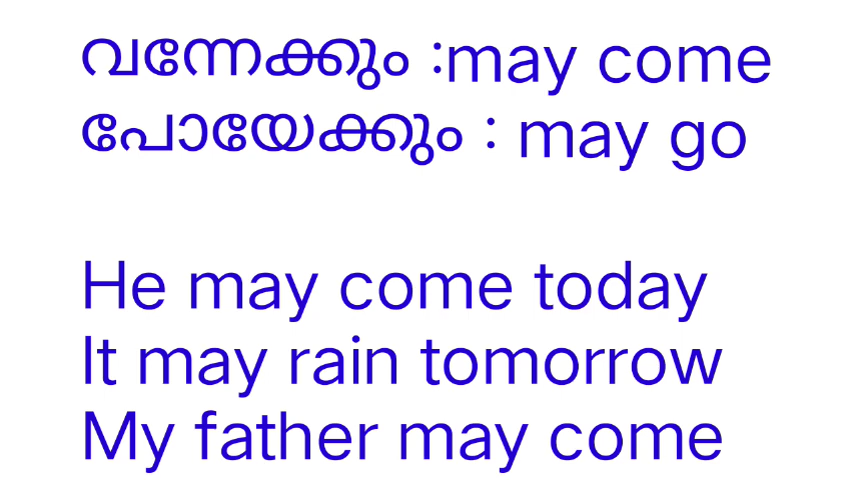 വന്നേക്കും :may come
പോയേക്കും : may go
He may come today
It may rain tomorrow
My father may come